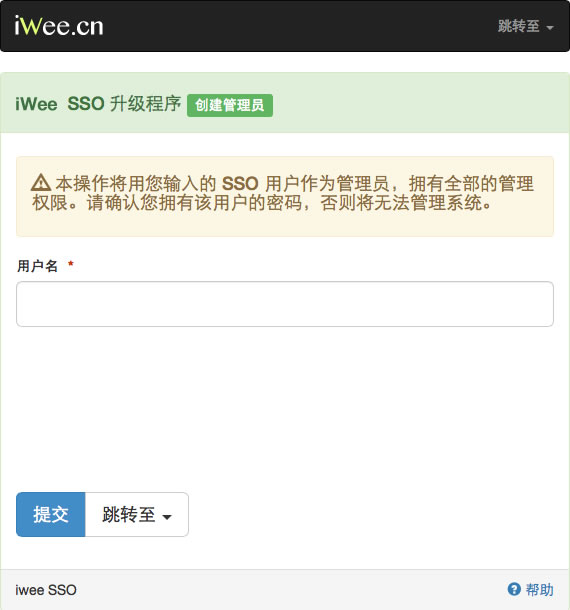 iWee.cn 跳转至
iWee SSO 升级程序 创建管理员
本操作将用您输入的 SSO 用户作为管理员，拥有全部的管理
权限。请确认您拥有该用户的密码，否则将无法管理系统。
用户名 *
提交 跳转至
iwee SSO 帮助